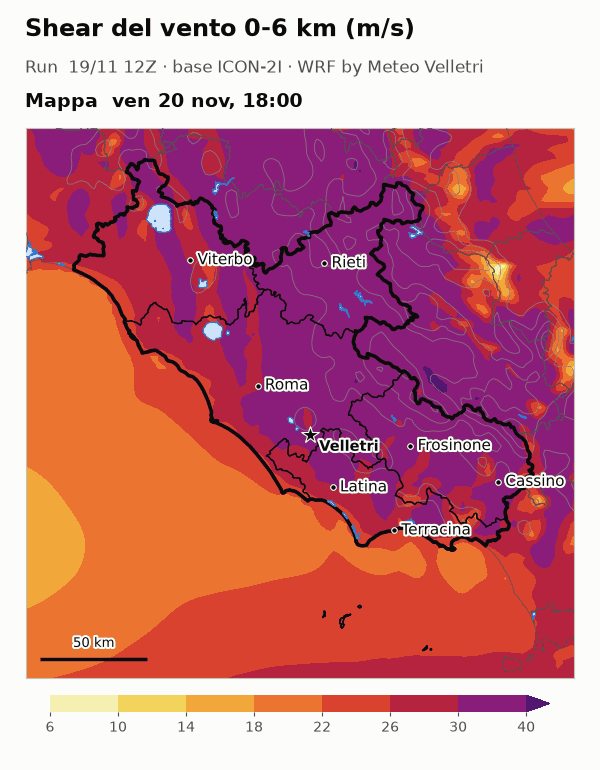 Shear del vento 0-6 km (m/s)
Run  19/11 12Z · base ICON-2I · WRF by Meteo Velletri
Mappa  ven 20 nov, 18:00
Viterbo
Rieti
Roma
Velletri
Frosinone
Latina
Cassino
Terracina
50 km
6 10 14 18 22 26 30 40